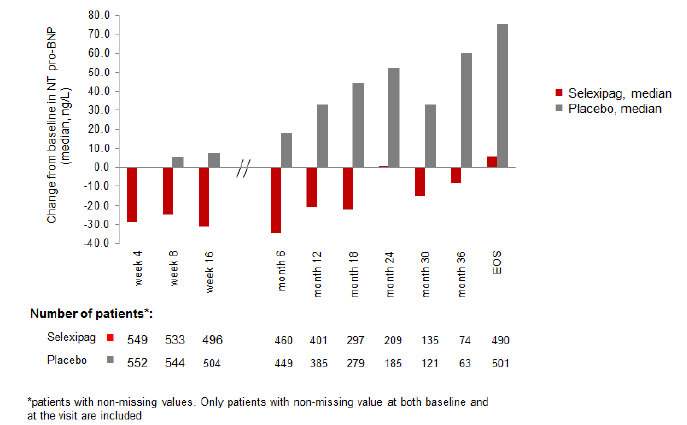 Change from baseline in NT pro-BNP
(median, ng/L)
80.0
70.0
60.0
50.0
40.0
30.0
20.0
10.0
0.0
-10.0
-20.0
-30.0
-40.0
//
week 4
week 8
week 16
month 6
month 12
month 18
month 24
month 30
month 36
EOS
Selexipag, median
Placebo, median
Number of patients*:
Selexipag 549 533 496 460 401 297 209 135 74 490
Placebo 552 544 504 449 385 279 185 121 63 501
*patients with non-missing values. Only patients with non-missing value at both baseline and
at the visit are included